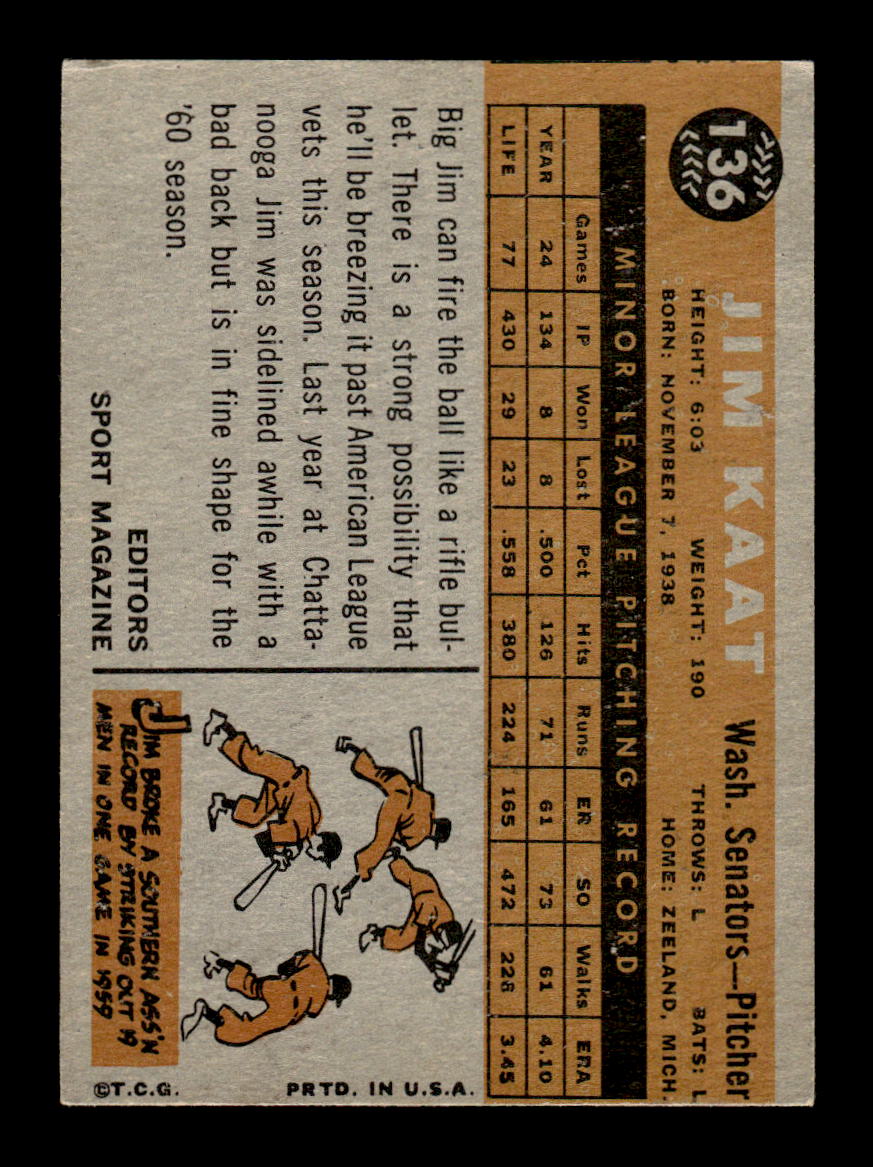 136
JIM KAAT Wash. Senators—Pitcher
HEIGHT: 6:03 WEIGHT: 190 THROWS: L BATS: L
BORN: NOVEMBER 7, 1938 HOME: ZEELAND, MICH.
MINOR LEAGUE PITCHING RECORD
Games IP Won Lost Pct Hits Runs ER SO Walks ERA
YEAR 24 134 8 8 .500 126 71 61 73 61 4.10
LIFE 77 430 29 23 .558 380 224 165 472 226 3.45
Big Jim can fire the ball like a rifle bul-
let. There is a strong possibility that
he'll be breezing it past American League
vets this season. Last year at Chatta-
nooga Jim was sidelined awhile with a
bad back but is in fine shape for the
'60 season.
EDITORS
SPORT MAGAZINE
JIM BROKE A SOUTHERN ASS'N
RECORD BY STRIKING OUT 19
MEN IN ONE GAME IN 1959
©T.C.G. PRTD. IN U.S.A.